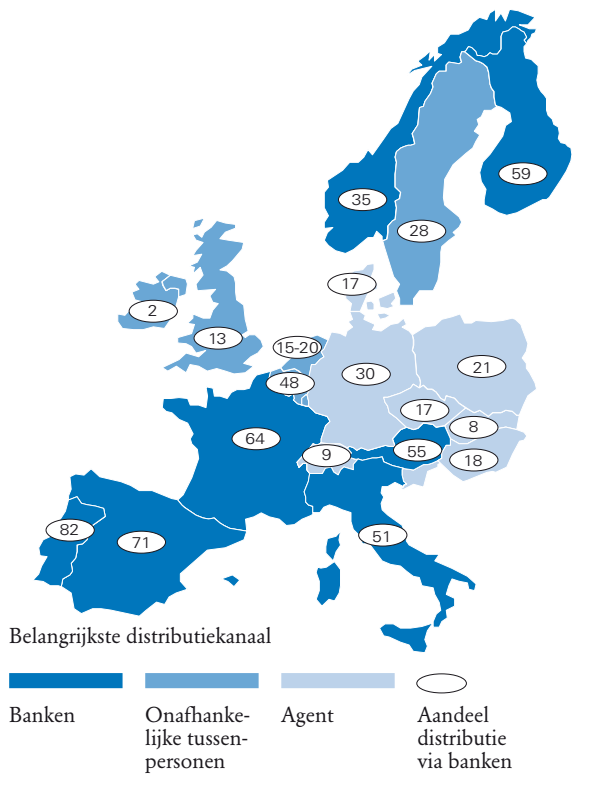 59
35
28
17
2
13
15-20
48
30
21
17
8
64
9
55
18
82
71
51
Belangrijkste distributiekanaal
Banken
Onafhanke-
lijke tussen-
personen
Agent
Aandeel
distributie
via banken